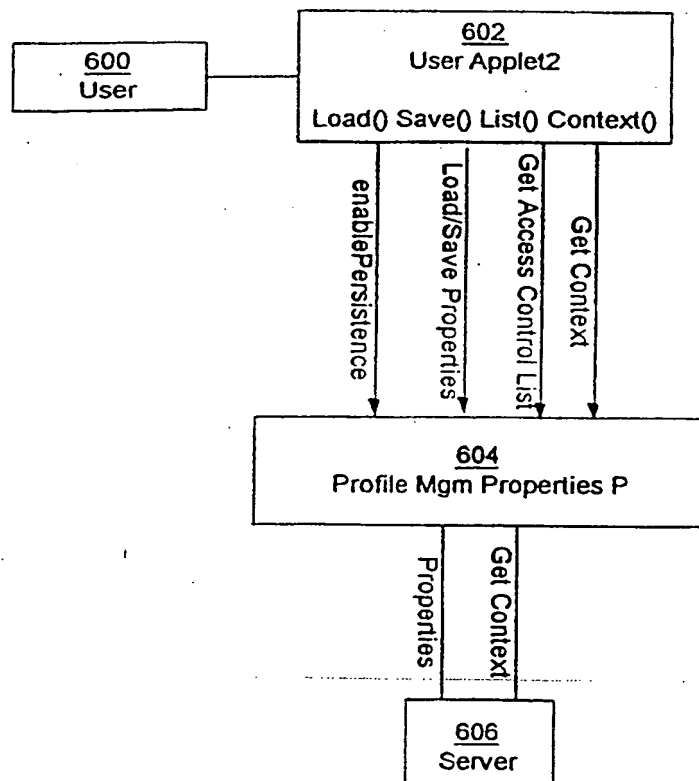 600
User
602
User Applet2
Load() Save() List() Context()
enablePersistence
Load/Save Properties
Get Access Control List
Get Context
604
Profile Mgm Properties P
Properties
Get Context
606
Server